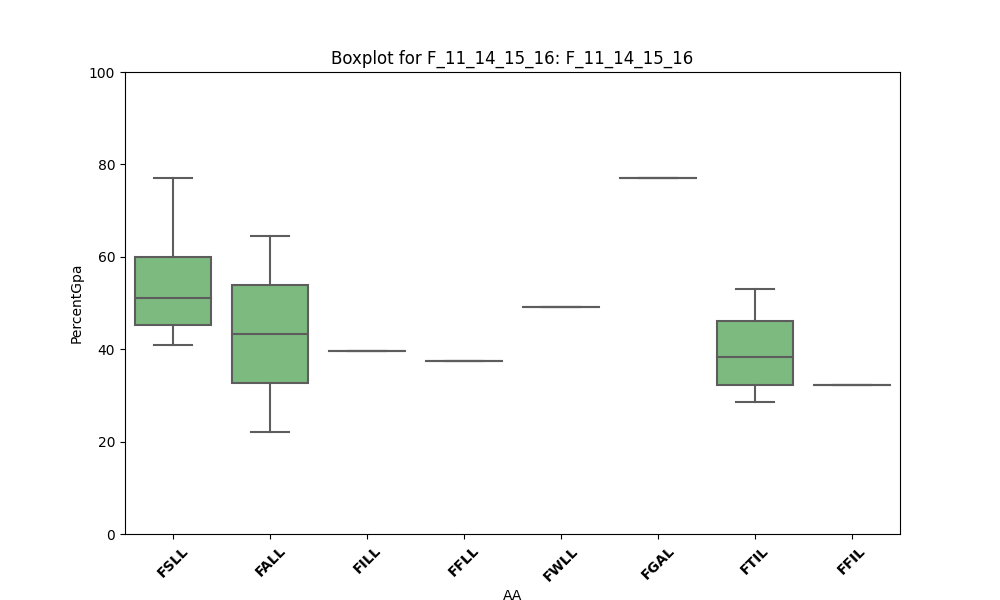 Boxplot for F_11_14_15_16: F_11_14_15_16
100
80
60
40
20
0
PercentGpa
FSLL
FALL
FILL
FFLL
FWLL
FGAL
FTIL
FFIL
AA